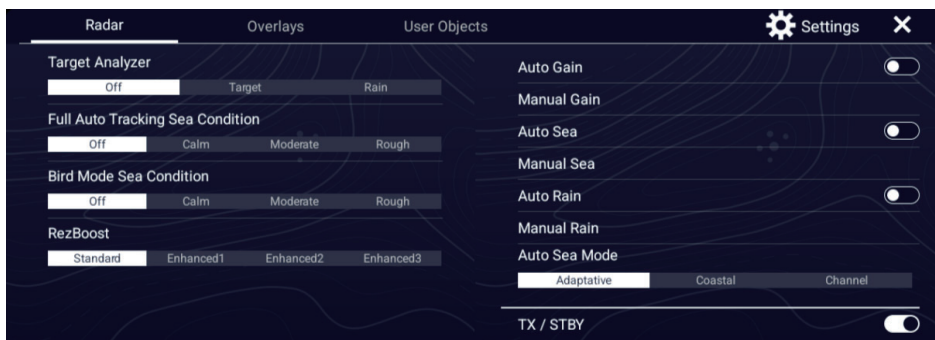 Radar
Overlays
User Objects
Settings
Target Analyzer
Off Target Rain
Full Auto Tracking Sea Condition
Off Calm Moderate Rough
Bird Mode Sea Condition
Off Calm Moderate Rough
RezBoost
Standard Enhanced1 Enhanced2 Enhanced3
Auto Gain
Manual Gain
Auto Sea
Manual Sea
Auto Rain
Manual Rain
Auto Sea Mode
Adaptative Coastal Channel
TX / STBY